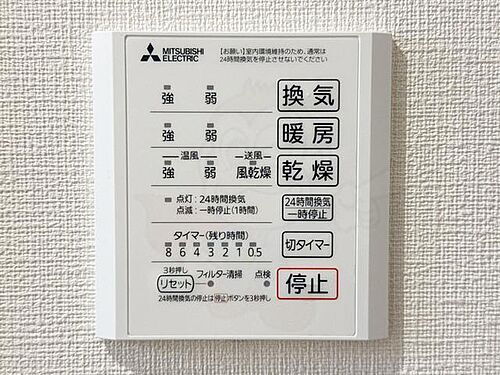 MITSUBISHI ELECTRIC
【お願い】室内環境維持のため、通常は
24時間換気を停止させないでください
強 弱 換気
強 弱 暖房
温風 送風
強 弱 風乾燥 乾燥
点灯:24時間換気
点滅:一時停止(1時間)
24時間換気
一時停止
タイマー(残り時間)
8 6 4 3 2 1 0.5
切タイマー
3秒押し
リセット フィルター清掃 点検
停止
24時間換気の停止は停止ボタンを3秒押し